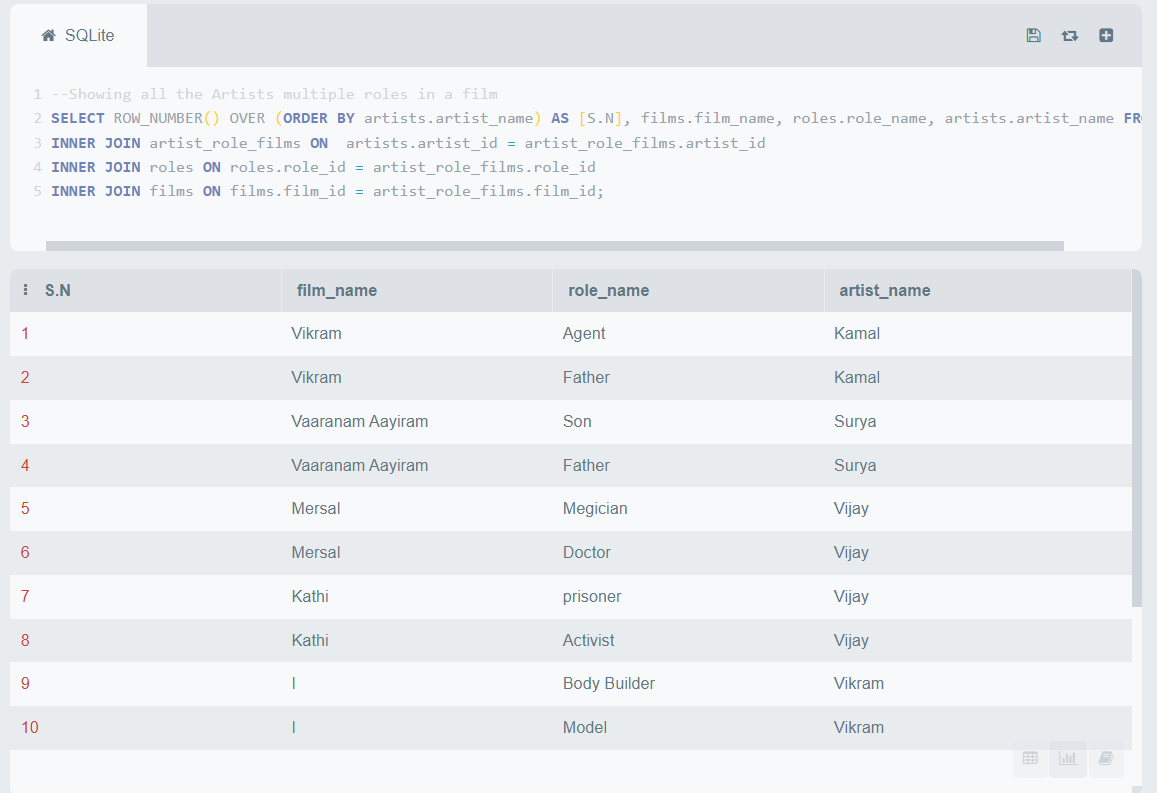 SQLite
1 --Showing all the Artists multiple roles in a film
2 SELECT ROW_NUMBER() OVER (ORDER BY artists.artist_name) AS [S.N], films.film_name, roles.role_name, artists.artist_name
3 INNER JOIN artist_role_films ON  artists.artist_id = artist_role_films.artist_id
4 INNER JOIN roles ON roles.role_id = artist_role_films.role_id
5 INNER JOIN films ON films.film_id = artist_role_films.film_id;
S.N film_name role_name artist_name
1 Vikram Agent Kamal
2 Vikram Father Kamal
3 Vaaranam Aayiram Son Surya
4 Vaaranam Aayiram Father Surya
5 Mersal Megician Vijay
6 Mersal Doctor Vijay
7 Kathi prisoner Vijay
8 Kathi Activist Vijay
9 I Body Builder Vikram
10 I Model Vikram